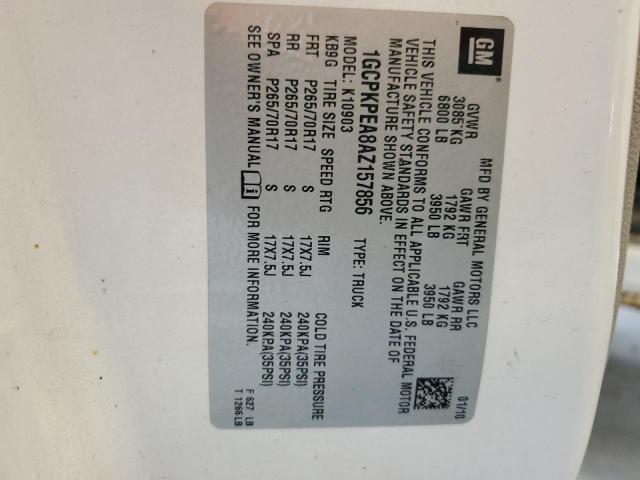 GM
MFD BY GENERAL MOTORS LLC
01/10
GVWR GAWR FRT GAWR RR
3085 KG 1792 KG 1792 KG
6800 LB 3950 LB 3950 LB
THIS VEHICLE CONFORMS TO ALL APPLICABLE U.S. FEDERAL MOTOR
VEHICLE SAFETY STANDARDS IN EFFECT ON THE DATE OF
MANUFACTURE SHOWN ABOVE.
1GCPKPEA8AZ157856 TYPE: TRUCK
MODEL: K10903
KB9G TIRE SIZE SPEED RTG RIM COLD TIRE PRESSURE
FRT P265/70R17 S 17X7.5J 240KPA(35PSI)
RR P265/70R17 S 17X7.5J 240KPA(35PSI)
SPA P265/70R17 S 17X7.5J 240KPA(35PSI)
SEE OWNER'S MANUAL i FOR MORE INFORMATION.
F 627 LB
T 1266 LB